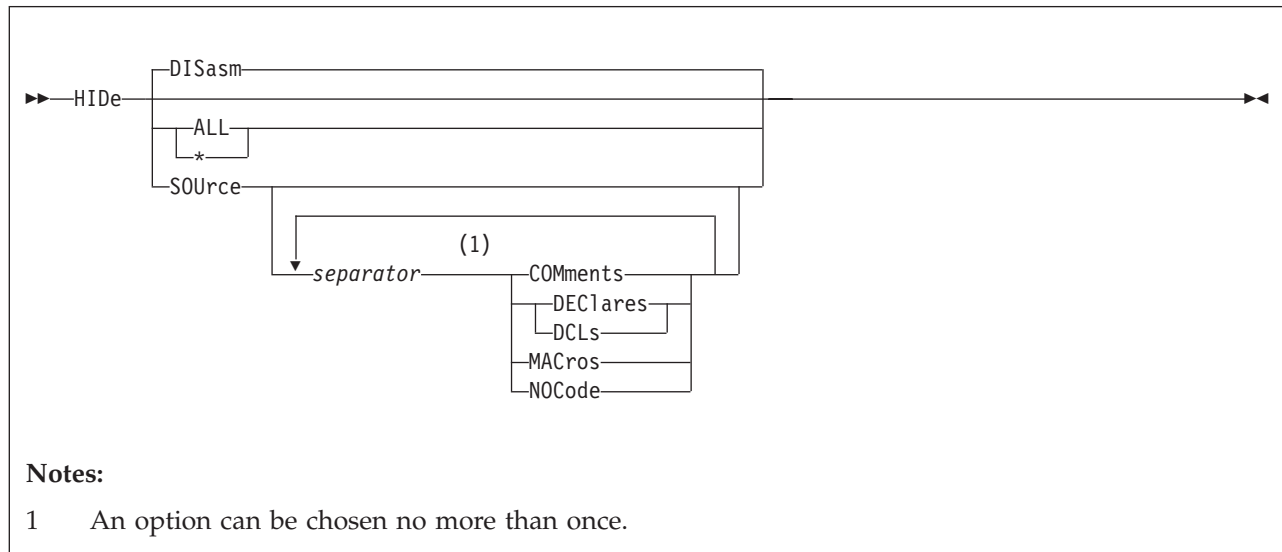 DISasm
HIDe
ALL
*
SOUrce
(1)
separator
COMments
DEClares
DCLs
MACros
NOCode
Notes:
1 An option can be chosen no more than once.